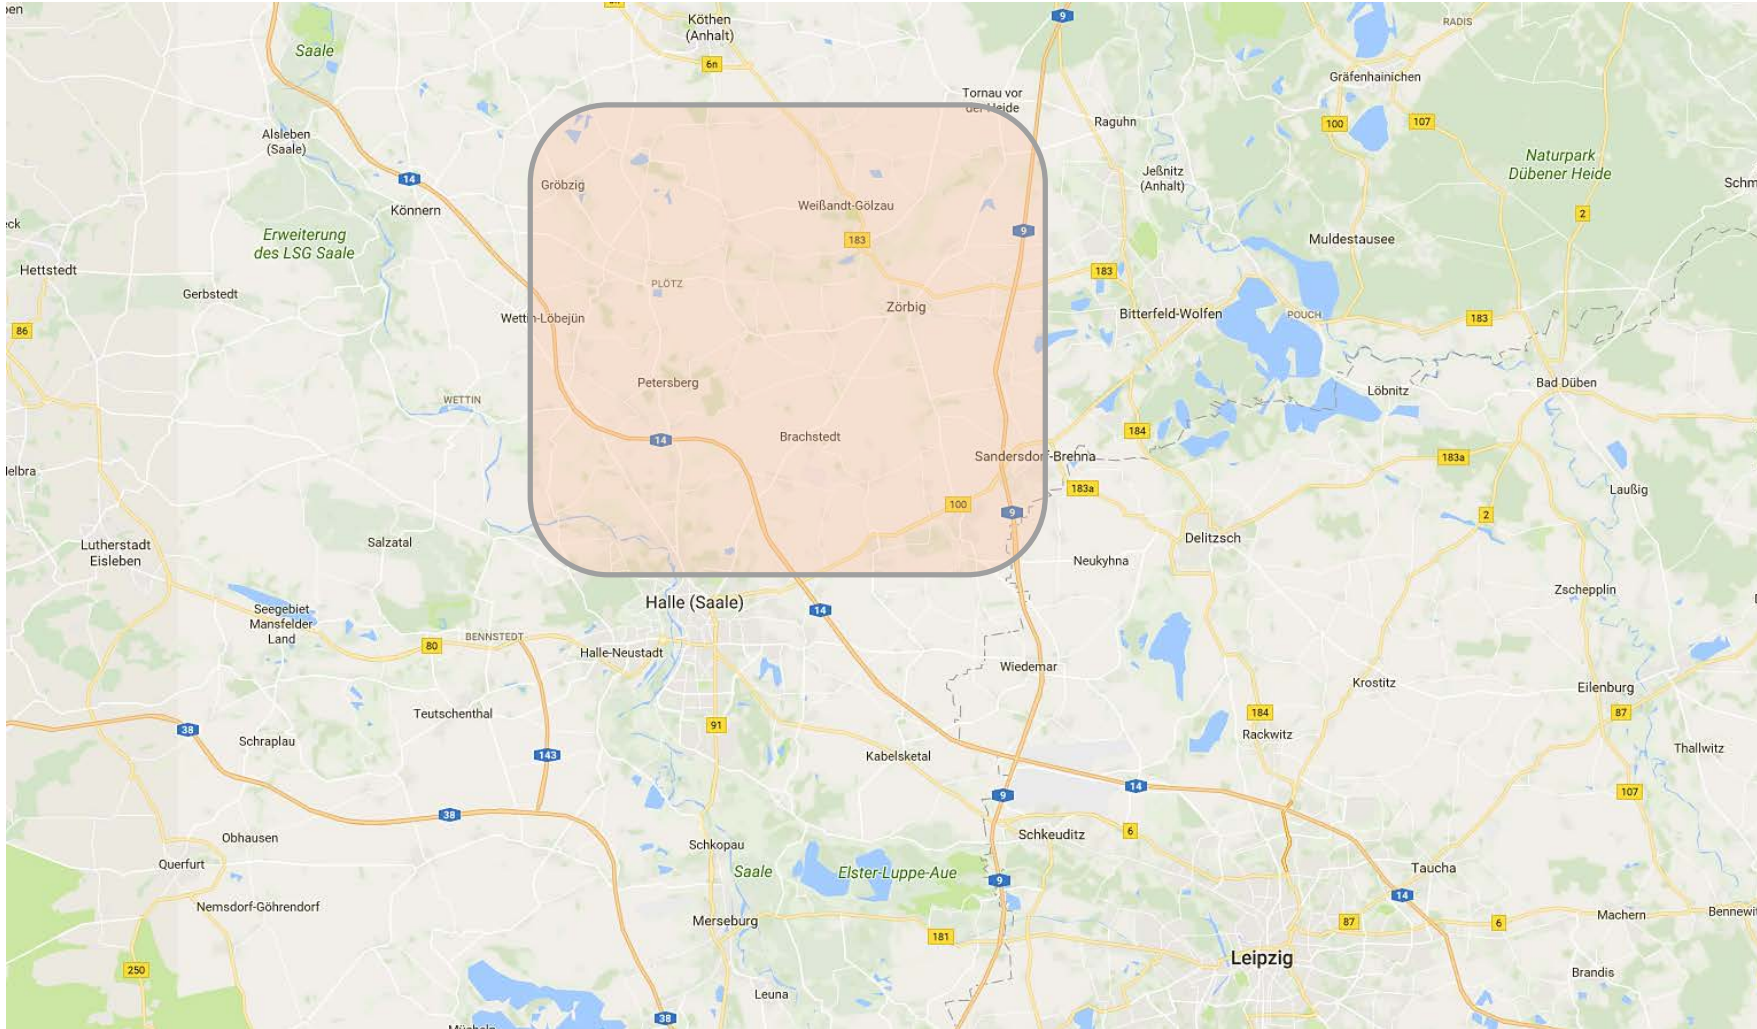 Köthen
(Anhalt)
9
RADIS
Saale
6n
Gräfenhainichen
Tornau vor
der Heide
Raguhn
100
107
Alsleben
(Saale)
Naturpark
Dübener Heide
14
Jeßnitz
(Anhalt)
Gröbzig
Schm
Könnern
Weißandt-Gölzau
2
eck
Erweiterung
des LSG Saale
9
183
Muldestausee
Hettstedt
183
PLÖTZ
Gerbstedt
Zörbig
Bitterfeld-Wolfen
POUCH
183
Wettin-Löbejün
86
Petersberg
Bad Düben
Löbnitz
WETTIN
184
14
Brachstedt
Sandersdorf-Brehna
183a
elbra
183a
Laußig
100
9
2
Salzatal
Delitzsch
Lutherstadt
Eisleben
Neukyhna
Zschepplin
Halle (Saale)
14
Seegebiet
Mansfelder
Land
BENNSTEDT
80
Halle-Neustadt
Wiedemar
Krostitz
Eilenburg
Teutschenthal
184
87
91
38
Rackwitz
Schraplau
Thallwitz
143
Kabelsketal
14
107
9
38
6
Schkeuditz
Obhausen
Schkopau
Querfurt
Taucha
Saale
Elster-Luppe-Aue
9
14
Nemsdorf-Göhrendorf
Bennewit
Machern
Merseburg
87
6
181
Leipzig
250
Brandis
Leuna
38